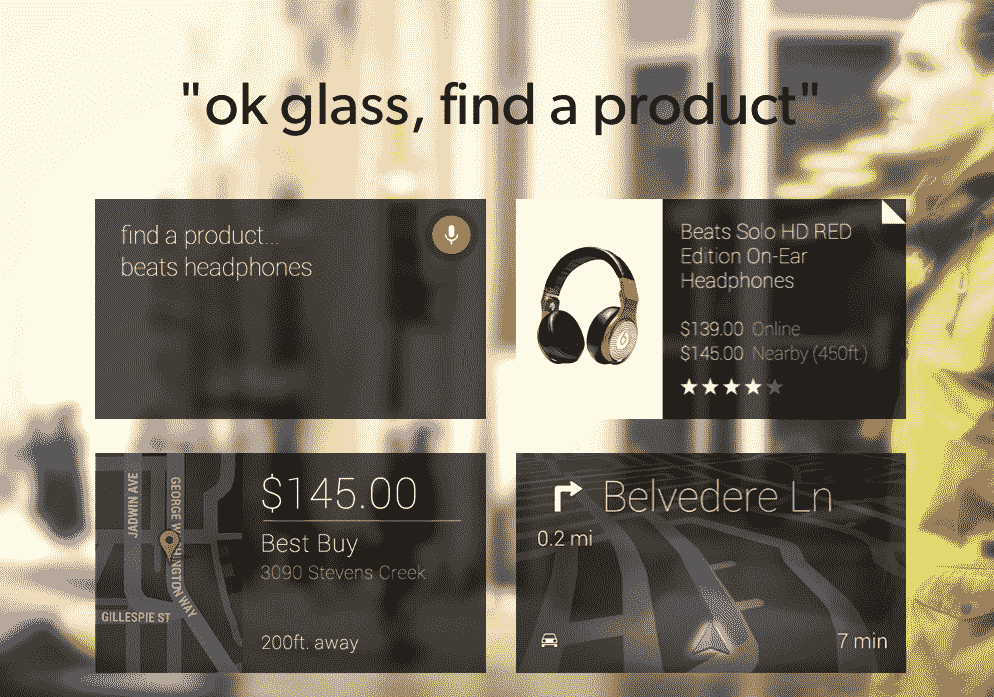 "ok glass, find a product"
find a product...
beats headphones
Beats Solo HD RED
Edition On-Ear
Headphones
$139.00 Online
$145.00 Nearby (450ft.)
JADWIN AVE
GEORGE WASHINGTON WAY
GILLESPIE ST
$145.00
Best Buy
3090 Stevens Creek
200ft. away
Belvedere Ln
0.2 mi
7 min